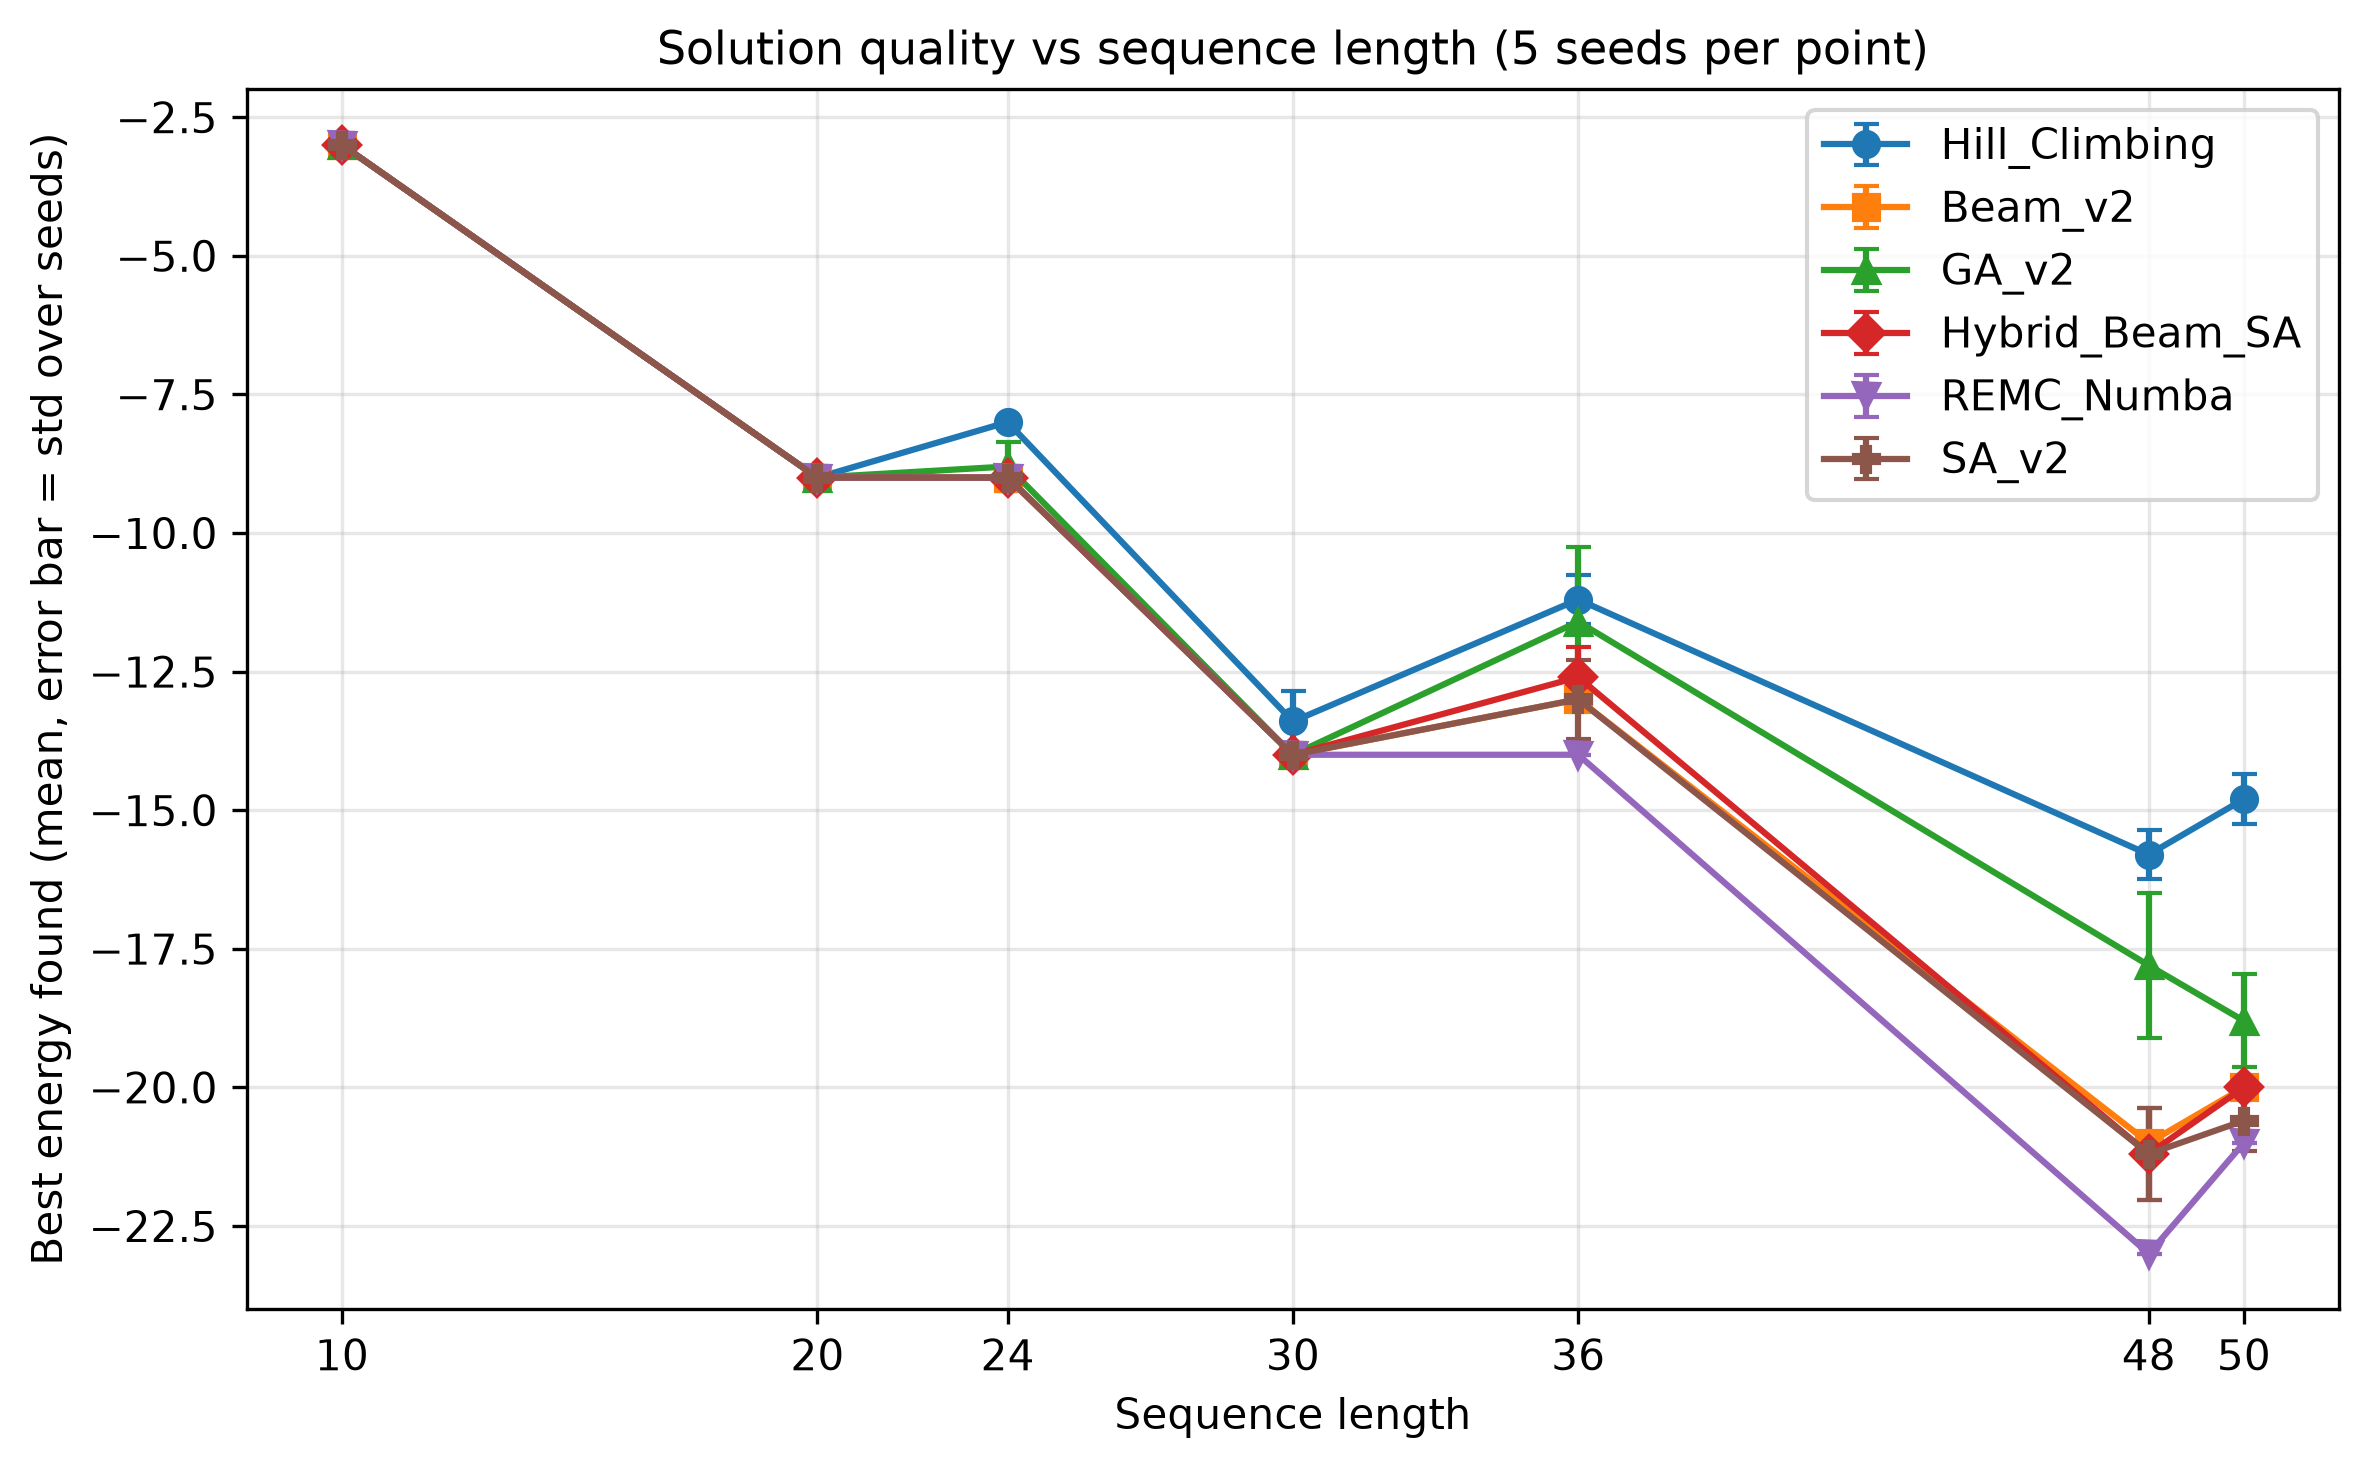 Solution quality vs sequence length (5 seeds per point)
Best energy found (mean, error bar = std over seeds)
−2.5
−5.0
−7.5
−10.0
−12.5
−15.0
−17.5
−20.0
−22.5
Hill_Climbing
Beam_v2
GA_v2
Hybrid_Beam_SA
REMC_Numba
SA_v2
10 20 24 30 36 48 50
Sequence length